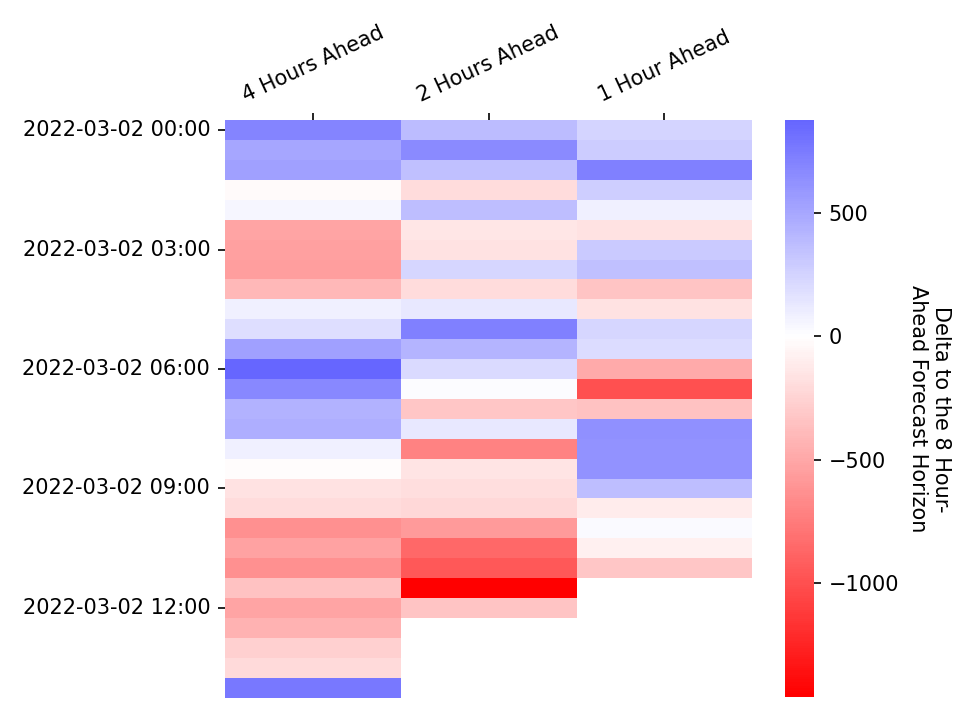 4 Hours Ahead
2 Hours Ahead
1 Hour Ahead
2022-03-02 00:00
2022-03-02 03:00
2022-03-02 06:00
2022-03-02 09:00
2022-03-02 12:00
500
0
−500
−1000
Delta to the 8 Hour-
Ahead Forecast Horizon